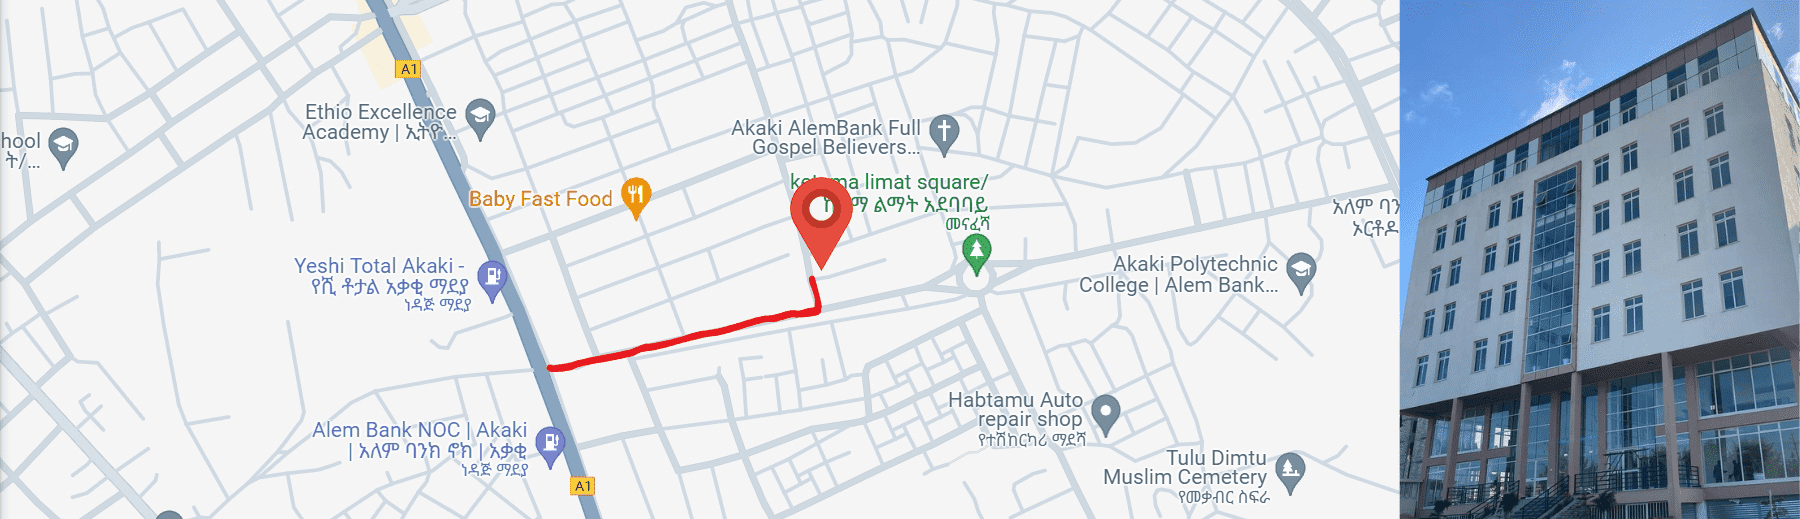 A1
Ethio Excellence
Academy | ኢትዮ...
hool
ት/...
Akaki AlemBank Full
Gospel Believers...
Baby Fast Food
limat square/
ልማት አደባባይ
መናፈሻ
አለም ባን
ኦርቶዶ
Yeshi Total Akaki -
የሺ ቶታል አቃቂ ማደያ
ነዳጅ ማደያ
Akaki Polytechnic
College | Alem Bank...
Habtamu Auto
repair shop
የተሽከርካሪ ማደሻ
Alem Bank NOC | Akaki
| አለም ባንክ ኖክ | አቃቂ
ነዳጅ ማደያ
Tulu Dimtu
Muslim Cemetery
የመቃብር ስፍራ
A1